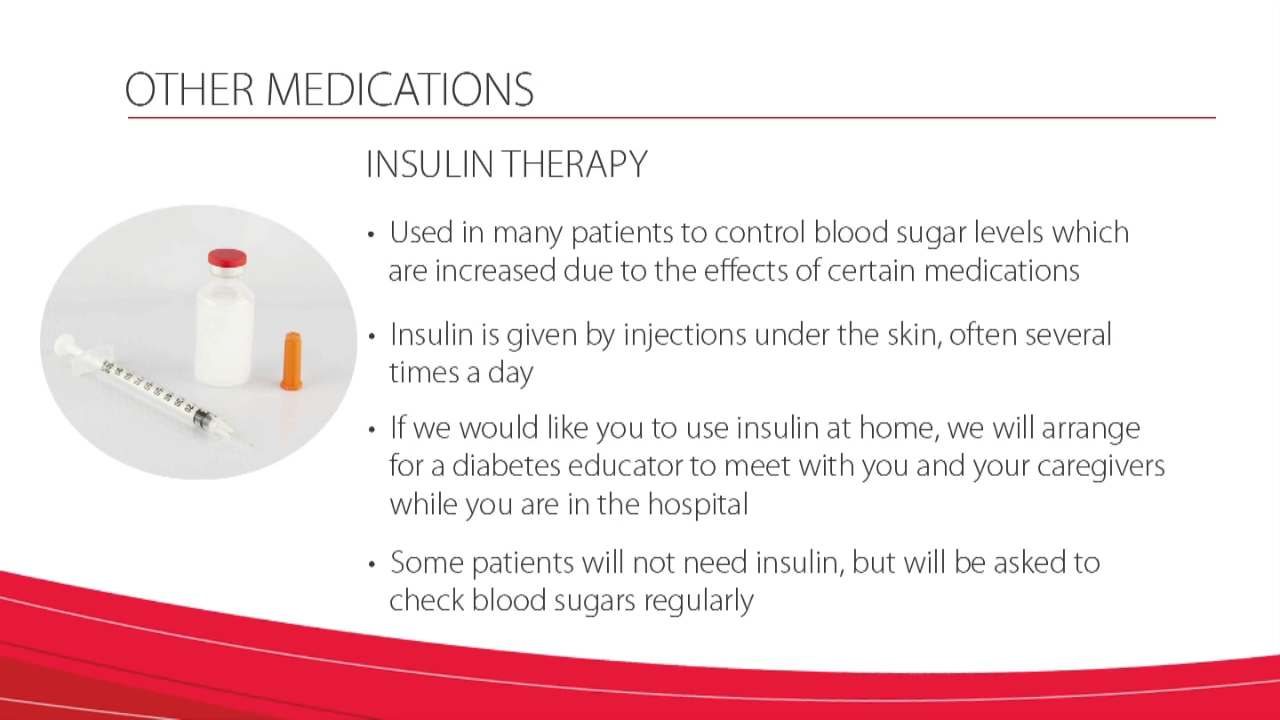 OTHER MEDICATIONS
INSULIN THERAPY
• Used in many patients to control blood sugar levels which
are increased due to the effects of certain medications
• Insulin is given by injections under the skin, often several
times a day
• If we would like you to use insulin at home, we will arrange
for a diabetes educator to meet with you and your caregivers
while you are in the hospital
• Some patients will not need insulin, but will be asked to
check blood sugars regularly